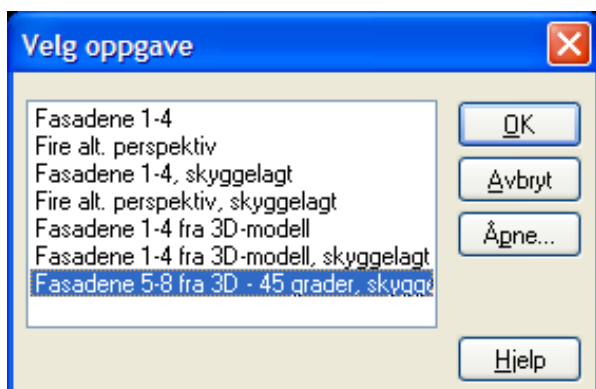 Velg oppgave
Fasadene 1-4
Fire alt. perspektiv
Fasadene 1-4, skyggelagt
Fire alt. perspektiv, skyggelagt
Fasadene 1-4 fra 3D-modell
Fasadene 1-4 fra 3D-modell, skyggelagt
Fasadene 5-8 fra 3D - 45 grader, skygge
OK
Avbryt
Åpne...
Hjelp